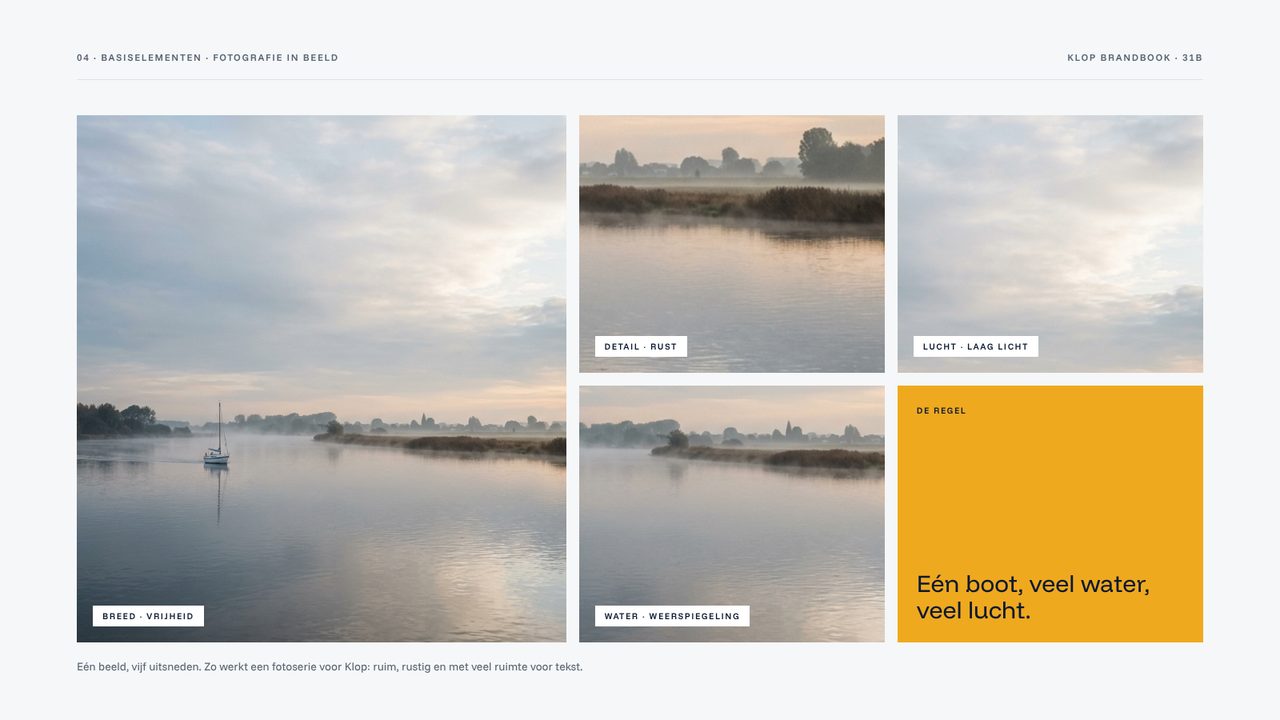 04 · BASISELEMENTEN · FOTOGRAFIE IN BEELD
KLOP BRANDBOOK · 31B
DETAIL · RUST
LUCHT · LAAG LICHT
BREED · VRIJHEID
WATER · WEERSPIEGELING
DE REGEL
Eén boot, veel water,
veel lucht.
Eén beeld, vijf uitsneden. Zo werkt een fotoserie voor Klop: ruim, rustig en met veel ruimte voor tekst.